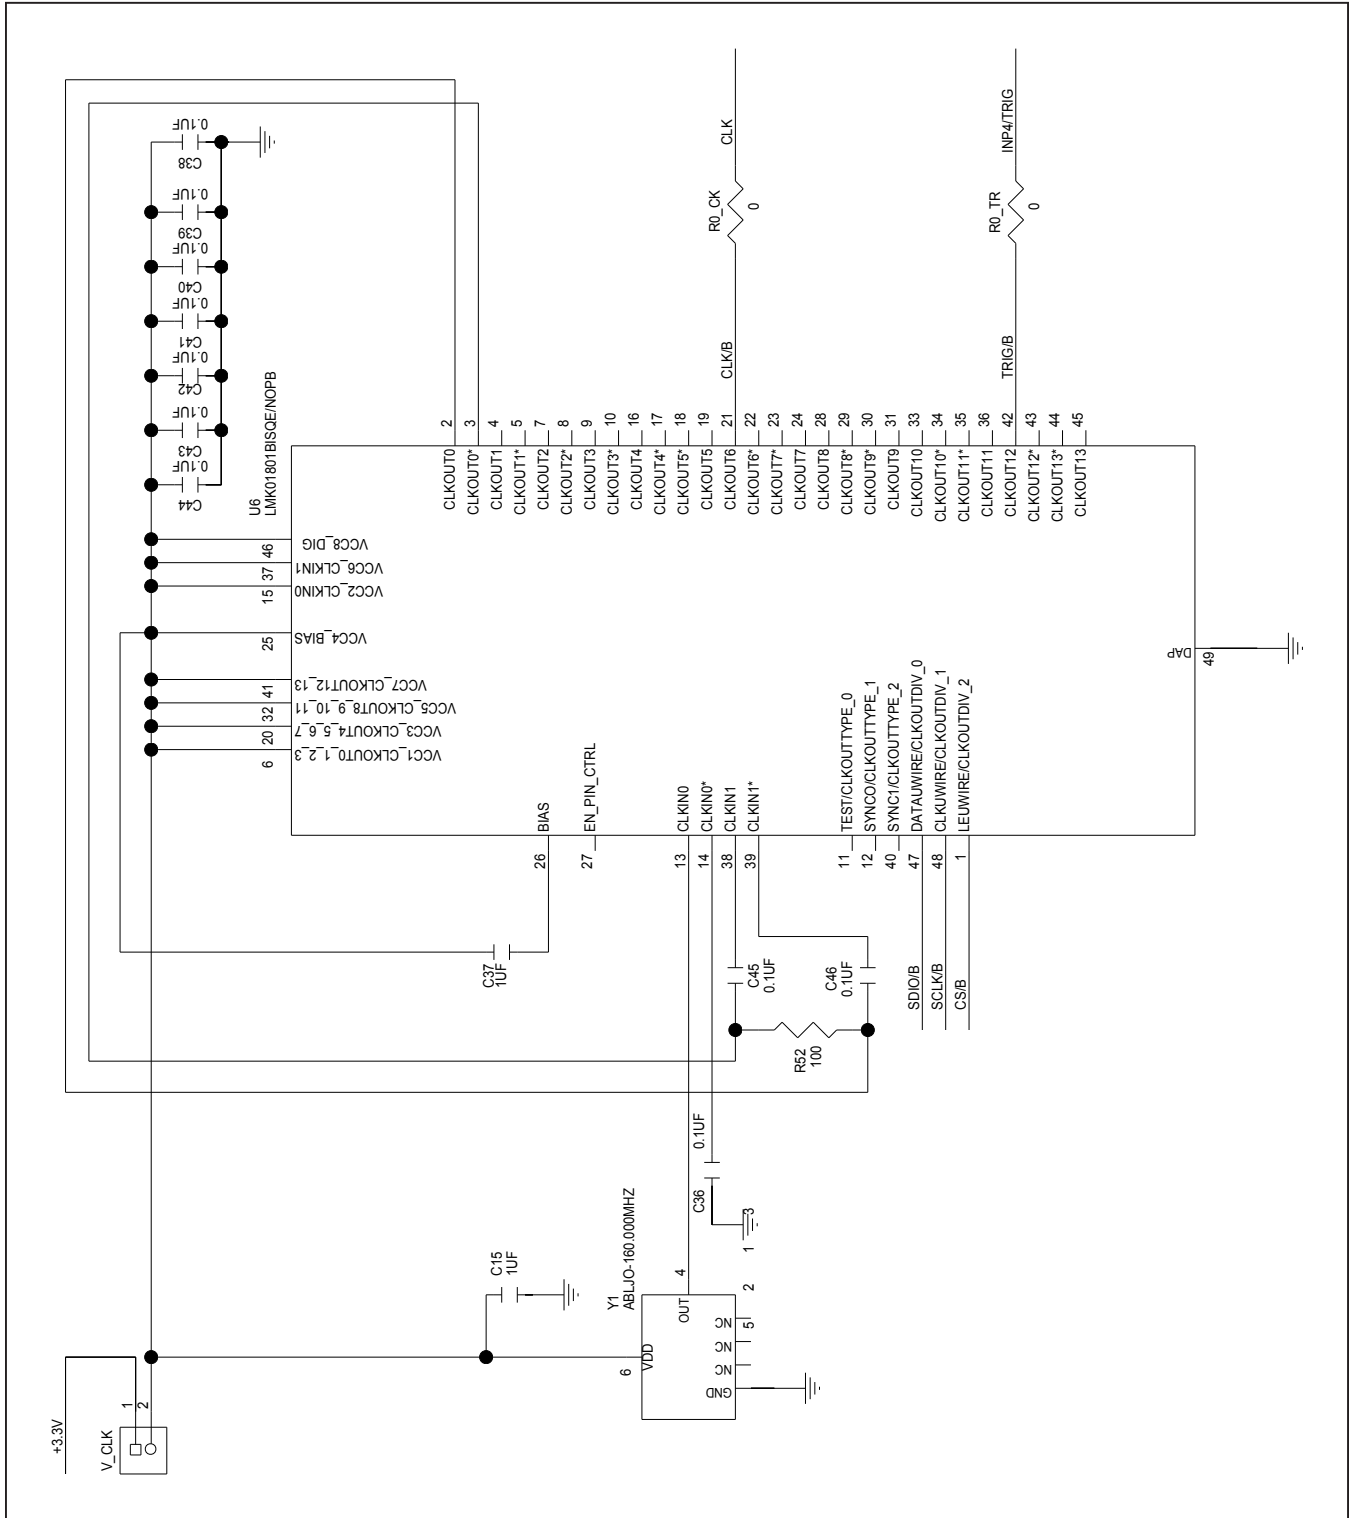 CLK
INP4/TRIG
R0_CK
0
R0_TR
0
CLK/B
TRIG/B
0.1UF
C38
0.1UF
C39
0.1UF
C40
0.1UF
C41
0.1UF
C42
0.1UF
C43
0.1UF
C44
U6
LMK01801BISQE/NOPB
2 CLKOUT0
3 CLKOUT0*
4 CLKOUT1
5 CLKOUT1*
7 CLKOUT2
8 CLKOUT2*
9 CLKOUT3
10 CLKOUT3*
16 CLKOUT4
17 CLKOUT4*
18 CLKOUT5*
19 CLKOUT5
21 CLKOUT6
22 CLKOUT6*
23 CLKOUT7*
24 CLKOUT7
28 CLKOUT8
29 CLKOUT8*
30 CLKOUT9*
31 CLKOUT9
33 CLKOUT10
34 CLKOUT10*
35 CLKOUT11*
36 CLKOUT11
42 CLKOUT12
43 CLKOUT12*
44 CLKOUT13*
45 CLKOUT13
46 VCC8_DIG
37 VCC6_CLKIN1
15 VCC2_CLKIN0
25 VCC4_BIAS
41 VCC7_CLKOUT12_13
32 VCC5_CLKOUT8_9_10_11
20 VCC3_CLKOUT4_5_6_7
6 VCC1_CLKOUT0_1_2_3
DAP
49
BIAS 26
EN_PIN_CTRL 27
CLKIN0 13
CLKIN0* 14
CLKIN1 38
CLKIN1* 39
TEST/CLKOUTTYPE_0 11
SYNCO/CLKOUTTYPE_1 12
SYNC1/CLKOUTTYPE_2 40
DATAUWIRE/CLKOUTDIV_0 47
CLKUWIRE/CLKOUTDIV_1 48
LEUWIRE/CLKOUTDIV_2 1
C37
1UF
C45
0.1UF
C46
0.1UF
SDIO/B
SCLK/B
CS/B
R52
100
0.1UF
C36
C15
1UF
Y1
ABLJO-160.000MHZ
4
OUT
6
VDD
NC
NC
NC
GND
1
3
2
5
+3.3V
V_CLK
1
2